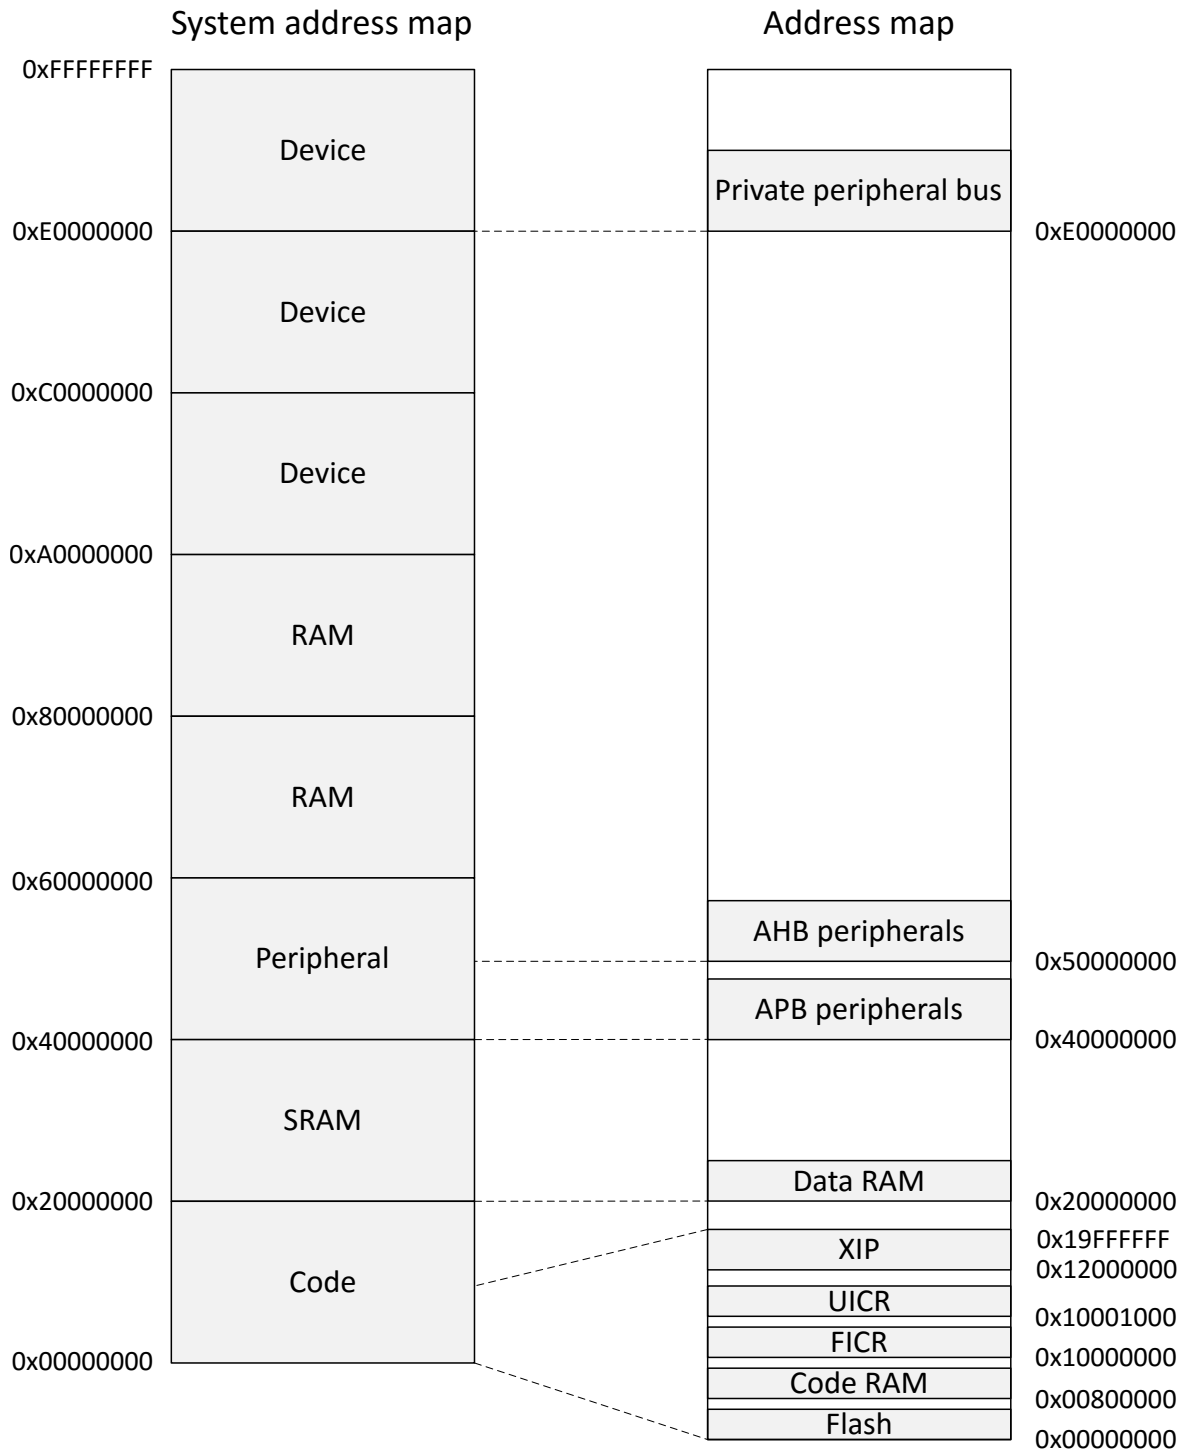 System address map
Address map
0xFFFFFFFF
Device
Private peripheral bus
0xE0000000
0xE0000000
Device
0xC0000000
Device
0xA0000000
RAM
0x80000000
RAM
0x60000000
AHB peripherals
Peripheral
0x50000000
APB peripherals
0x40000000
0x40000000
SRAM
Data RAM
0x20000000
0x20000000
0x19FFFFFF
XIP
0x12000000
Code
UICR
0x10001000
FICR
0x10000000
0x00000000
Code RAM
0x00800000
Flash
0x00000000